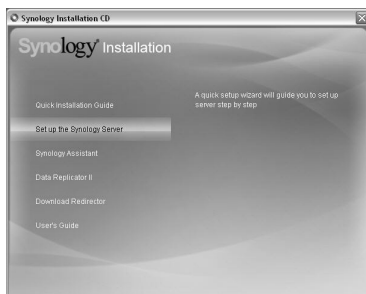 Synology Installation CD
Synology Installation
Quick Installation Guide
Set up the Synology Server
Synology Assistant
Data Replicator II
Download Redirector
User's Guide
A quick setup wizard will guide you to set up
server step by step